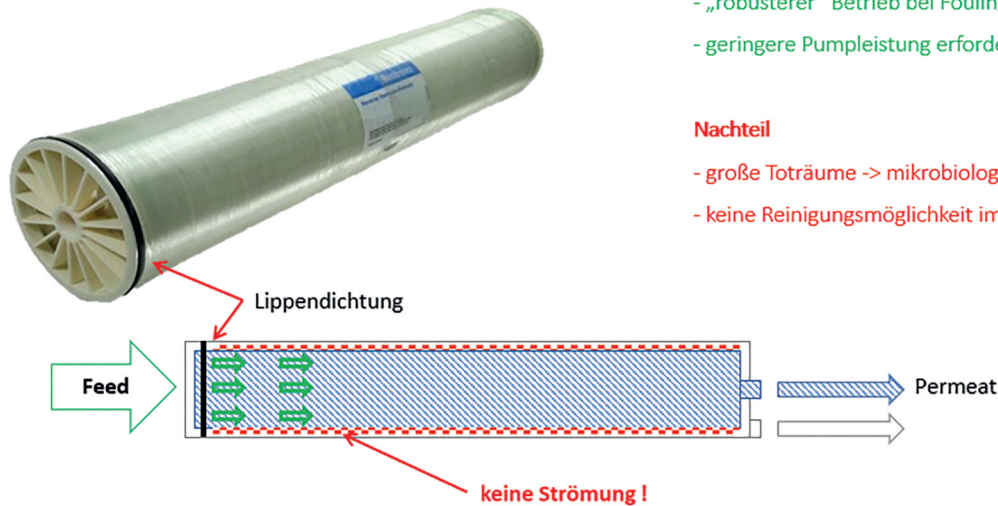 - „robusterer“ Betrieb bei Foulin
- geringere Pumpleistung erforde
Nachteil
- große Toträume -> mikrobiolog
- keine Reinigungsmöglichkeit im
Lippendichtung
Feed
Permeat
keine Strömung !